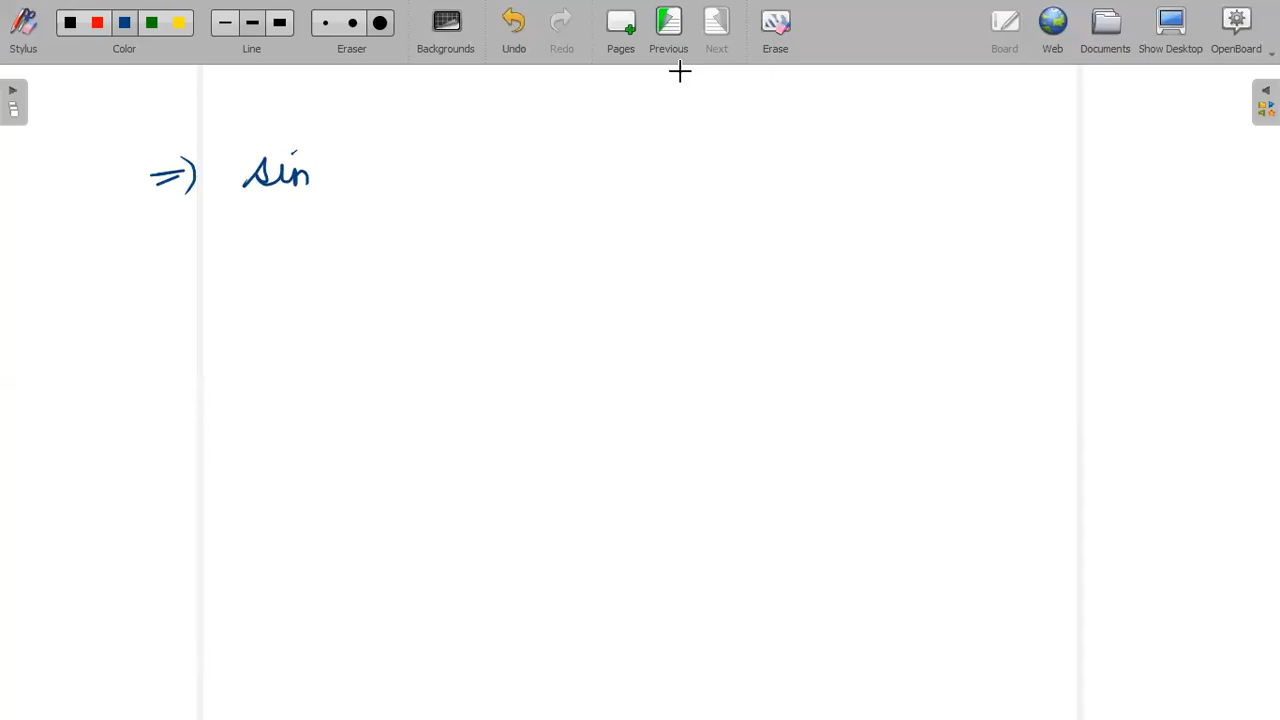 Stylus Color Line Eraser Backgrounds Undo Redo Pages Previous Next Erase Board Web Documents Show Desktop OpenBoard
⇒) sin